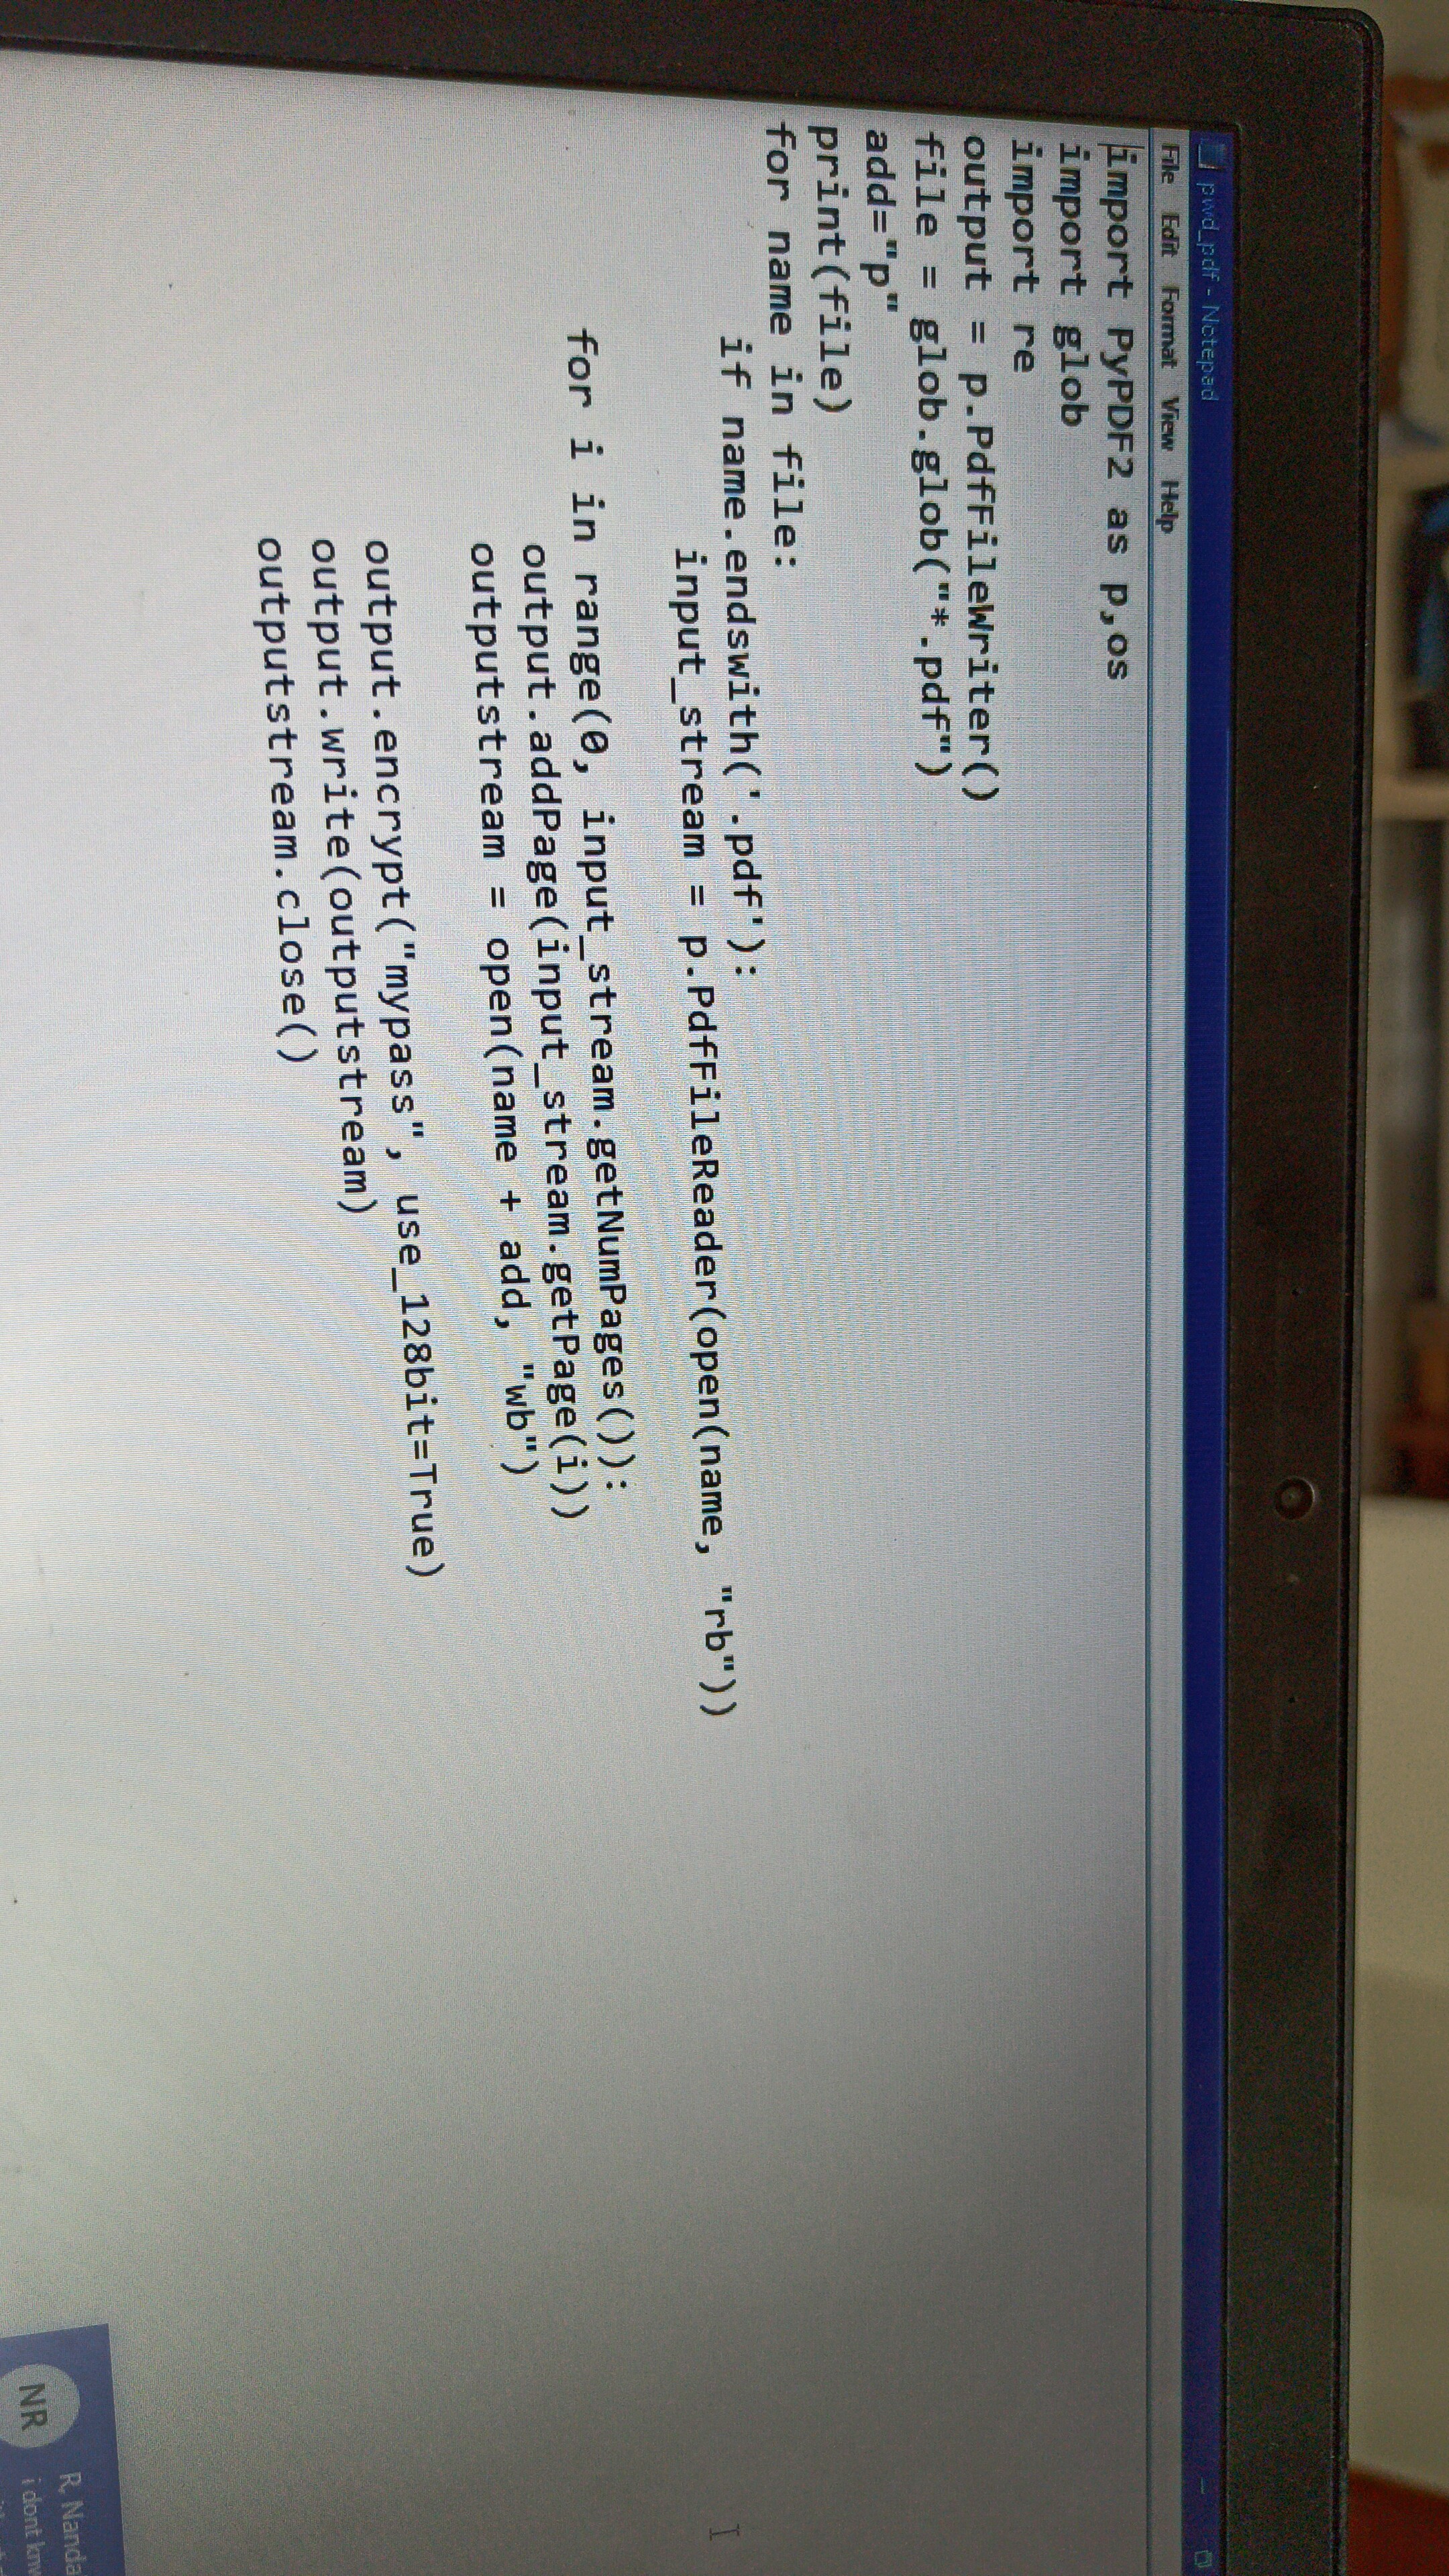 pwd_pdf - Notepad
File Edit Format View Help
import PyPDF2 as p,os
import glob
import re
output = p.PdfFileWriter()
file = glob.glob("*.pdf")
add="p"
print(file)
for name in file:
if name.endswith('.pdf'):
input_stream = p.PdfFileReader(open(name, "rb"))
for i in range(0, input_stream.getNumPages()):
output.addPage(input_stream.getPage(i))
outputstream = open(name + add, "wb")
output.encrypt("mypass", use_128bit=True)
output.write(outputstream)
outputstream.close()
NR
R, Nanda
i dont knw